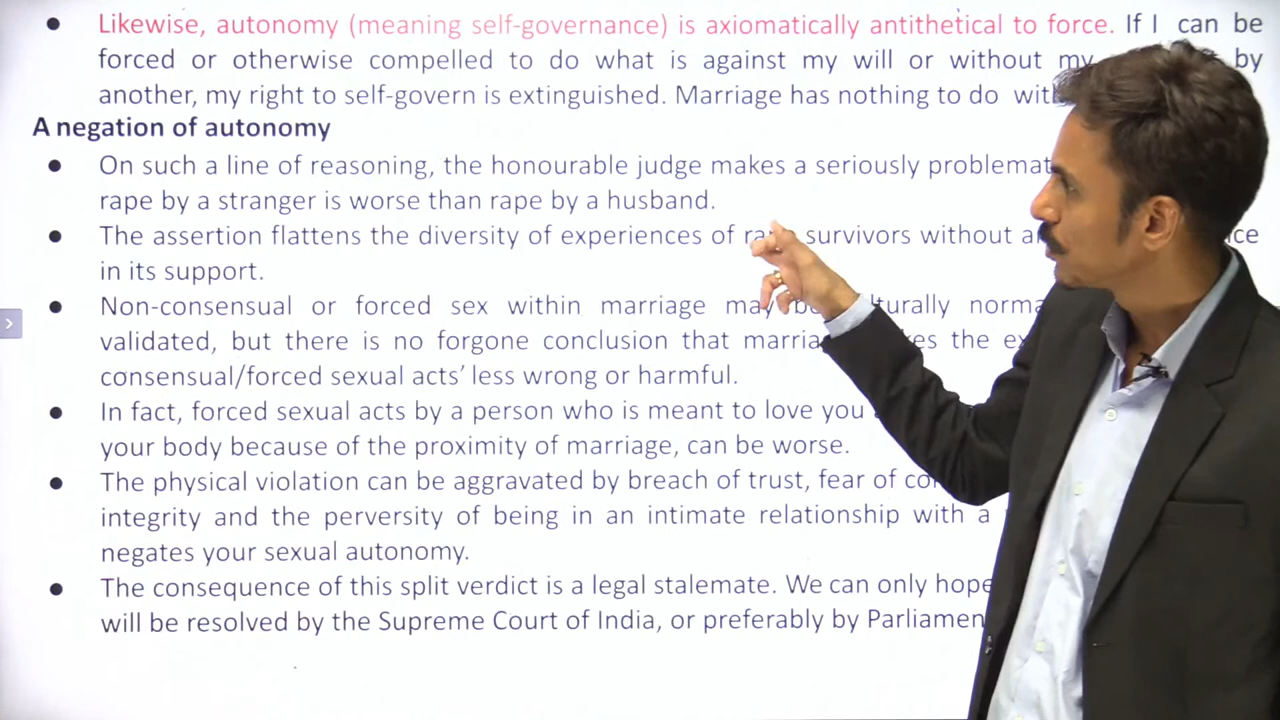 ● Likewise, autonomy (meaning self-governance) is axiomatically antithetical to force. If I can be
forced or otherwise compelled to do what is against my will or without my by
another, my right to self-govern is extinguished. Marriage has nothing to do with
A negation of autonomy
● On such a line of reasoning, the honourable judge makes a seriously
rape by a stranger is worse than rape by a husband.
● The assertion flattens the diversity of experiences of rape survivors without
in its support.
● Non-consensual or forced sex within marriage may be
validated, but there is no forgone conclusion that the
consensual/forced sexual acts’ less wrong or harmful.
● In fact, forced sexual acts by a person who is meant to love you
your body because of the proximity of marriage, can be worse.
● The physical violation can be aggravated by breach of trust, fear of
integrity and the perversity of being in an intimate relationship with a
negates your sexual autonomy.
● The consequence of this split verdict is a legal stalemate. We can only hope
will be resolved by the Supreme Court of India, or preferably by